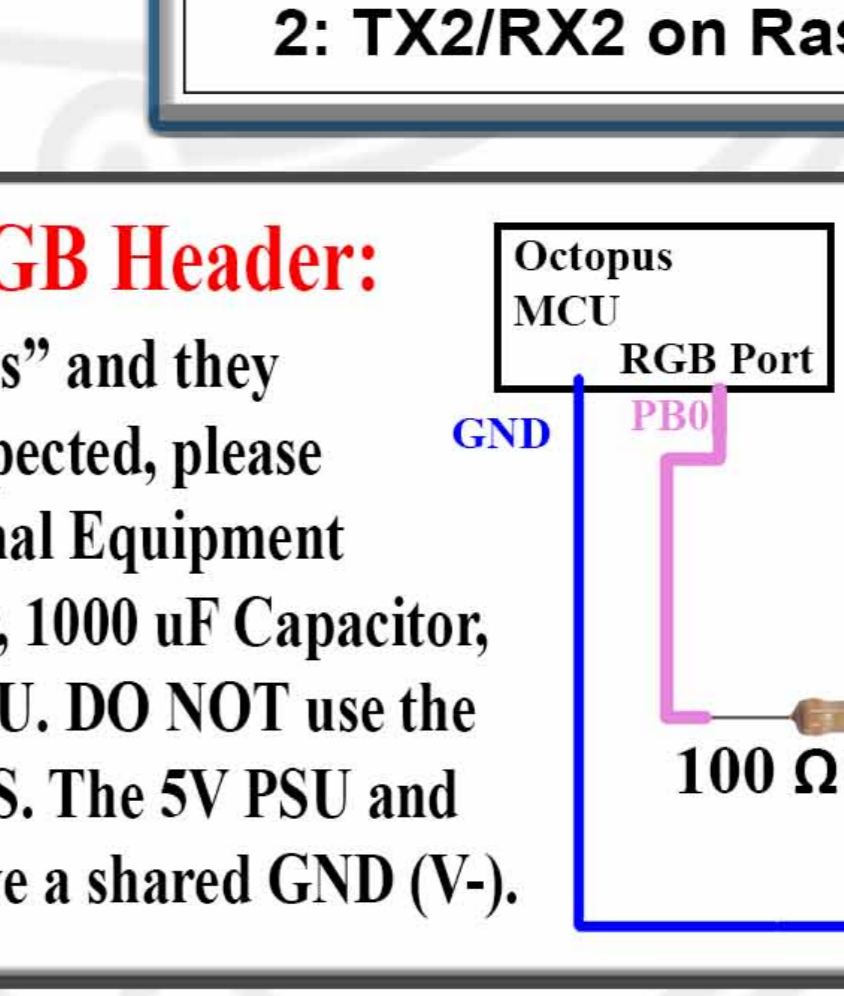 2: TX2/RX2 on Ras
GB Header:
s” and they
pected, please
nal Equipment
, 1000 uF Capacitor,
U. DO NOT use the
S. The 5V PSU and
e a shared GND (V-).
Octopus
MCU
RGB Port
GND
PB0
100 Ω